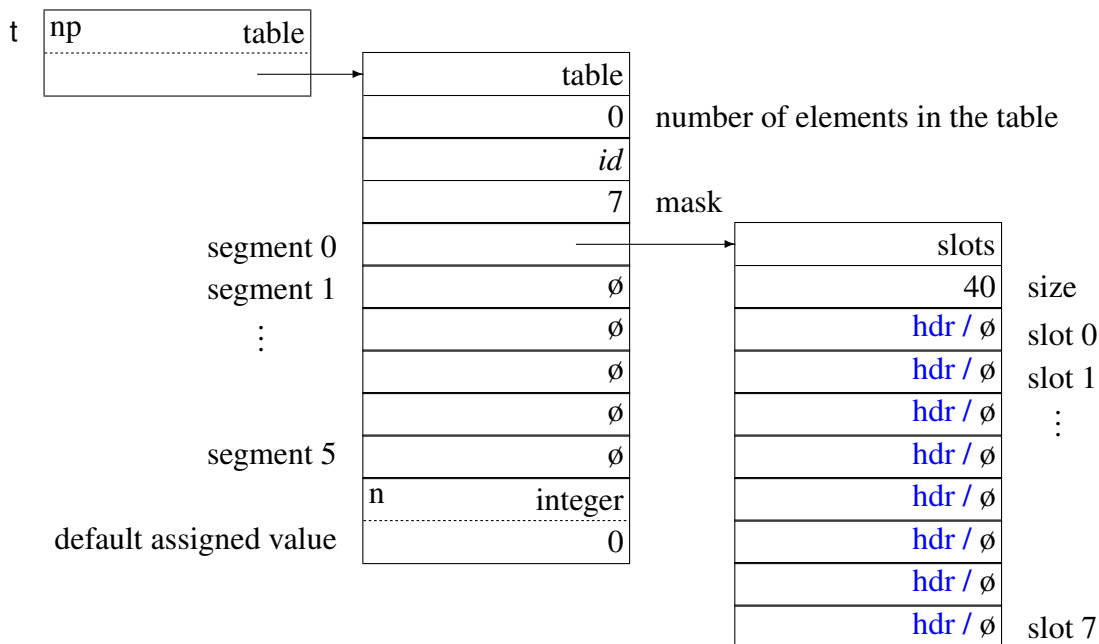 t
np table
table
0 number of elements in the table
id
7 mask
segment 0 slots
segment 1 ø 40 size
⋮ ø hdr / ø slot 0
ø hdr / ø slot 1
ø hdr / ø ⋮
segment 5 ø hdr / ø
n integer hdr / ø
default assigned value 0 hdr / ø
hdr / ø
hdr / ø slot 7